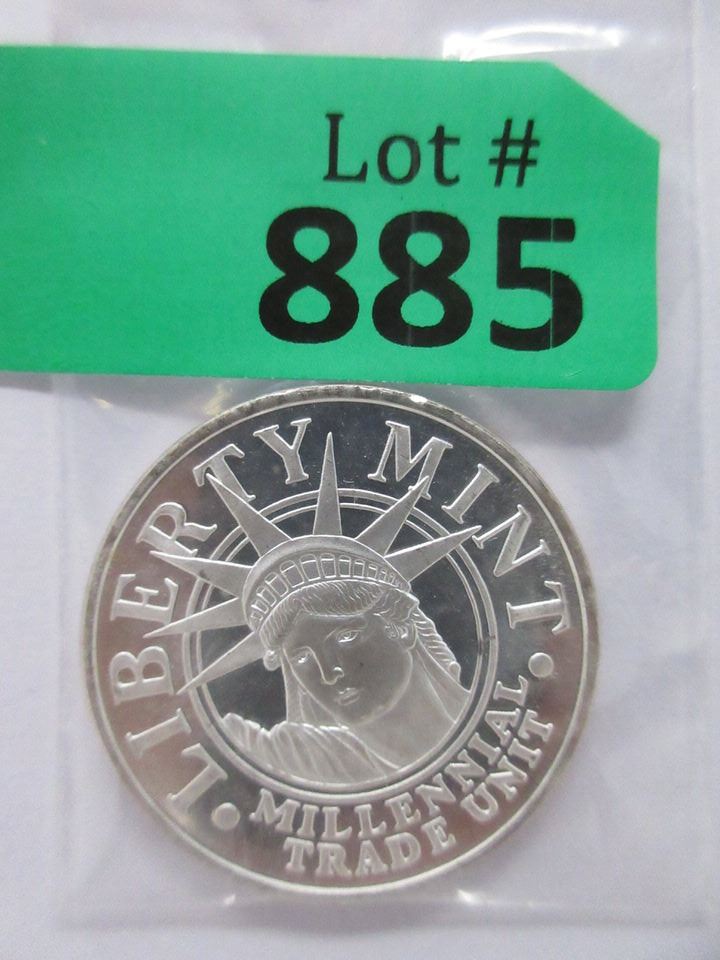 Lot #
885
LIBERTY MINT
MILLENNIAL
TRADE UNIT